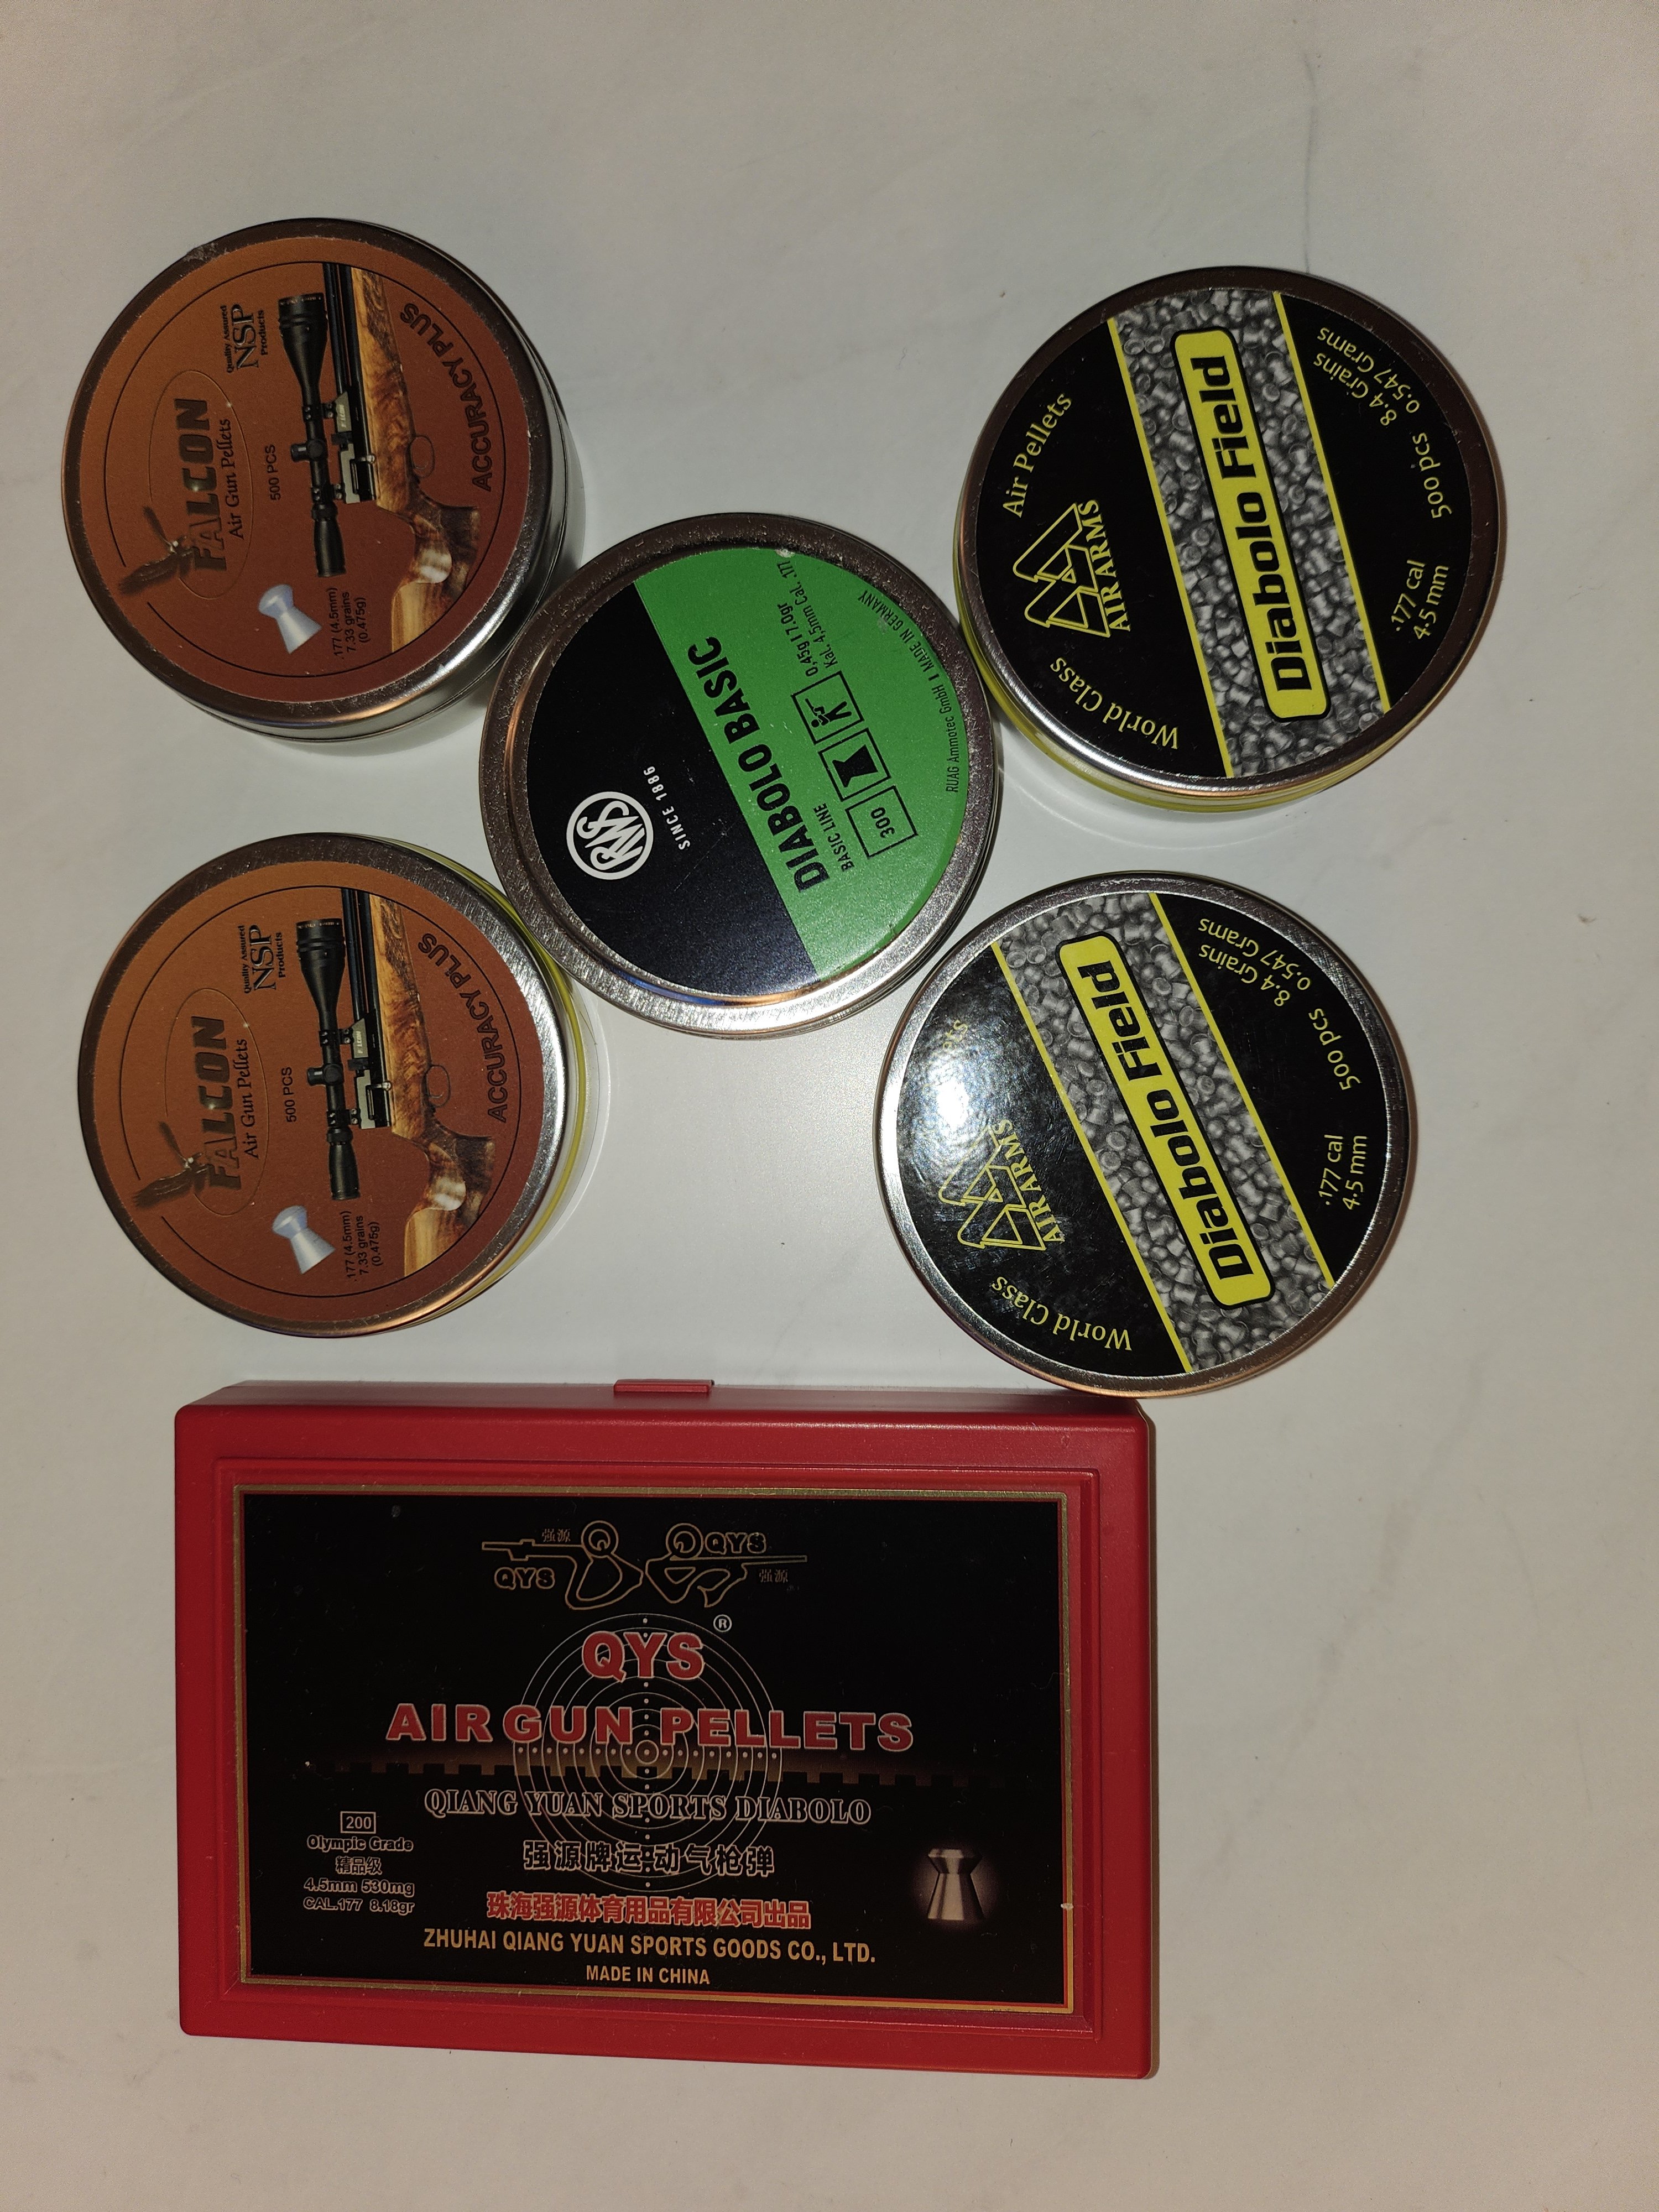 FALCON
Air Gun Pellets
Quality Assured
NSP
Products
500 PCS
.177 (4.5mm)
7.33 grains
(0.475g)
ACCURACY PLUS
FALCON
Air Gun Pellets
Quality Assured
NSP
Products
500 PCS
.177 (4.5mm)
7.33 grains
(0.475g)
ACCURACY PLUS
RWS
SINCE 1886
DIABOLO BASIC
BASIC LINE
300
0,45g / 7.0gr
Kal. 4,5mm Cal. .177
RUAG Ammotec GmbH MADE IN GERMANY
World Class
Air Pellets
AIR ARMS
Diabolo Field
.177 cal
4.5 mm
500 pcs
8.4 Grains
0.547 Grams
World Class
AIR ARMS
Diabolo Field
.177 cal
4.5 mm
500 pcs
8.4 Grains
0.547 Grams
强源
QYS
QYS
强源
QYS®
AIR GUN PELLETS
QIANG YUAN SPORTS DIABOLO
强源牌运动气枪弹
200
Olympic Grade
精品级
4.5mm 530mg
CAL.177 8.18gr
珠海强源体育用品有限公司出品
ZHUHAI QIANG YUAN SPORTS GOODS CO., LTD.
MADE IN CHINA